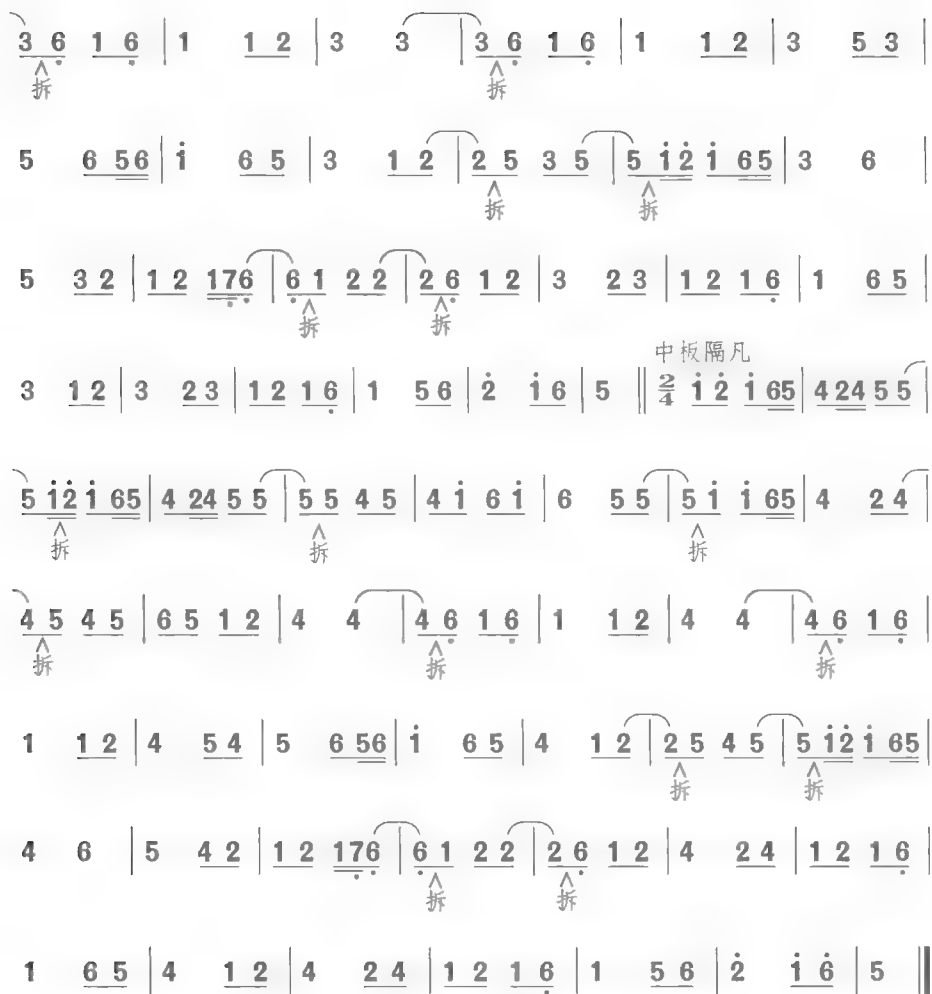 3 6 1 6 | 1 1 2 | 3 3 | 3 6 1 6 | 1 1 2 | 3 5 3 |
拆 拆
5 6 56 | i 6 5 | 3 1 2 | 2 5 3 5 | 5 i2 i 65 | 3 6 |
拆 拆
5 3 2 | 1 2 176 | 6 1 2 2 | 2 6 1 2 | 3 2 3 | 1 2 1 6 | 1 6 5 |
拆 拆
中板隔凡
3 1 2 | 3 2 3 | 1 2 1 6 | 1 5 6 | 2 i 6 | 5 || 2/4 i 2 i 65 | 4 24 5 5 |
5 i2 i 65 | 4 24 5 5 | 5 5 4 5 | 4 i 6 i | 6 5 5 | 5 i i 65 | 4 2 4 |
拆 拆 拆
4 5 4 5 | 6 5 1 2 | 4 4 | 4 6 1 6 | 1 1 2 | 4 4 | 4 6 1 6 |
拆 拆 拆
1 1 2 | 4 5 4 | 5 6 56 | i 6 5 | 4 1 2 | 2 5 4 5 | 5 i2 i 65 |
拆 拆
4 6 | 5 4 2 | 1 2 176 | 6 1 2 2 | 2 6 1 2 | 4 2 4 | 1 2 1 6 |
拆 拆
1 6 5 | 4 1 2 | 4 2 4 | 1 2 1 6 | 1 5 6 | 2 i 6 | 5 ‖